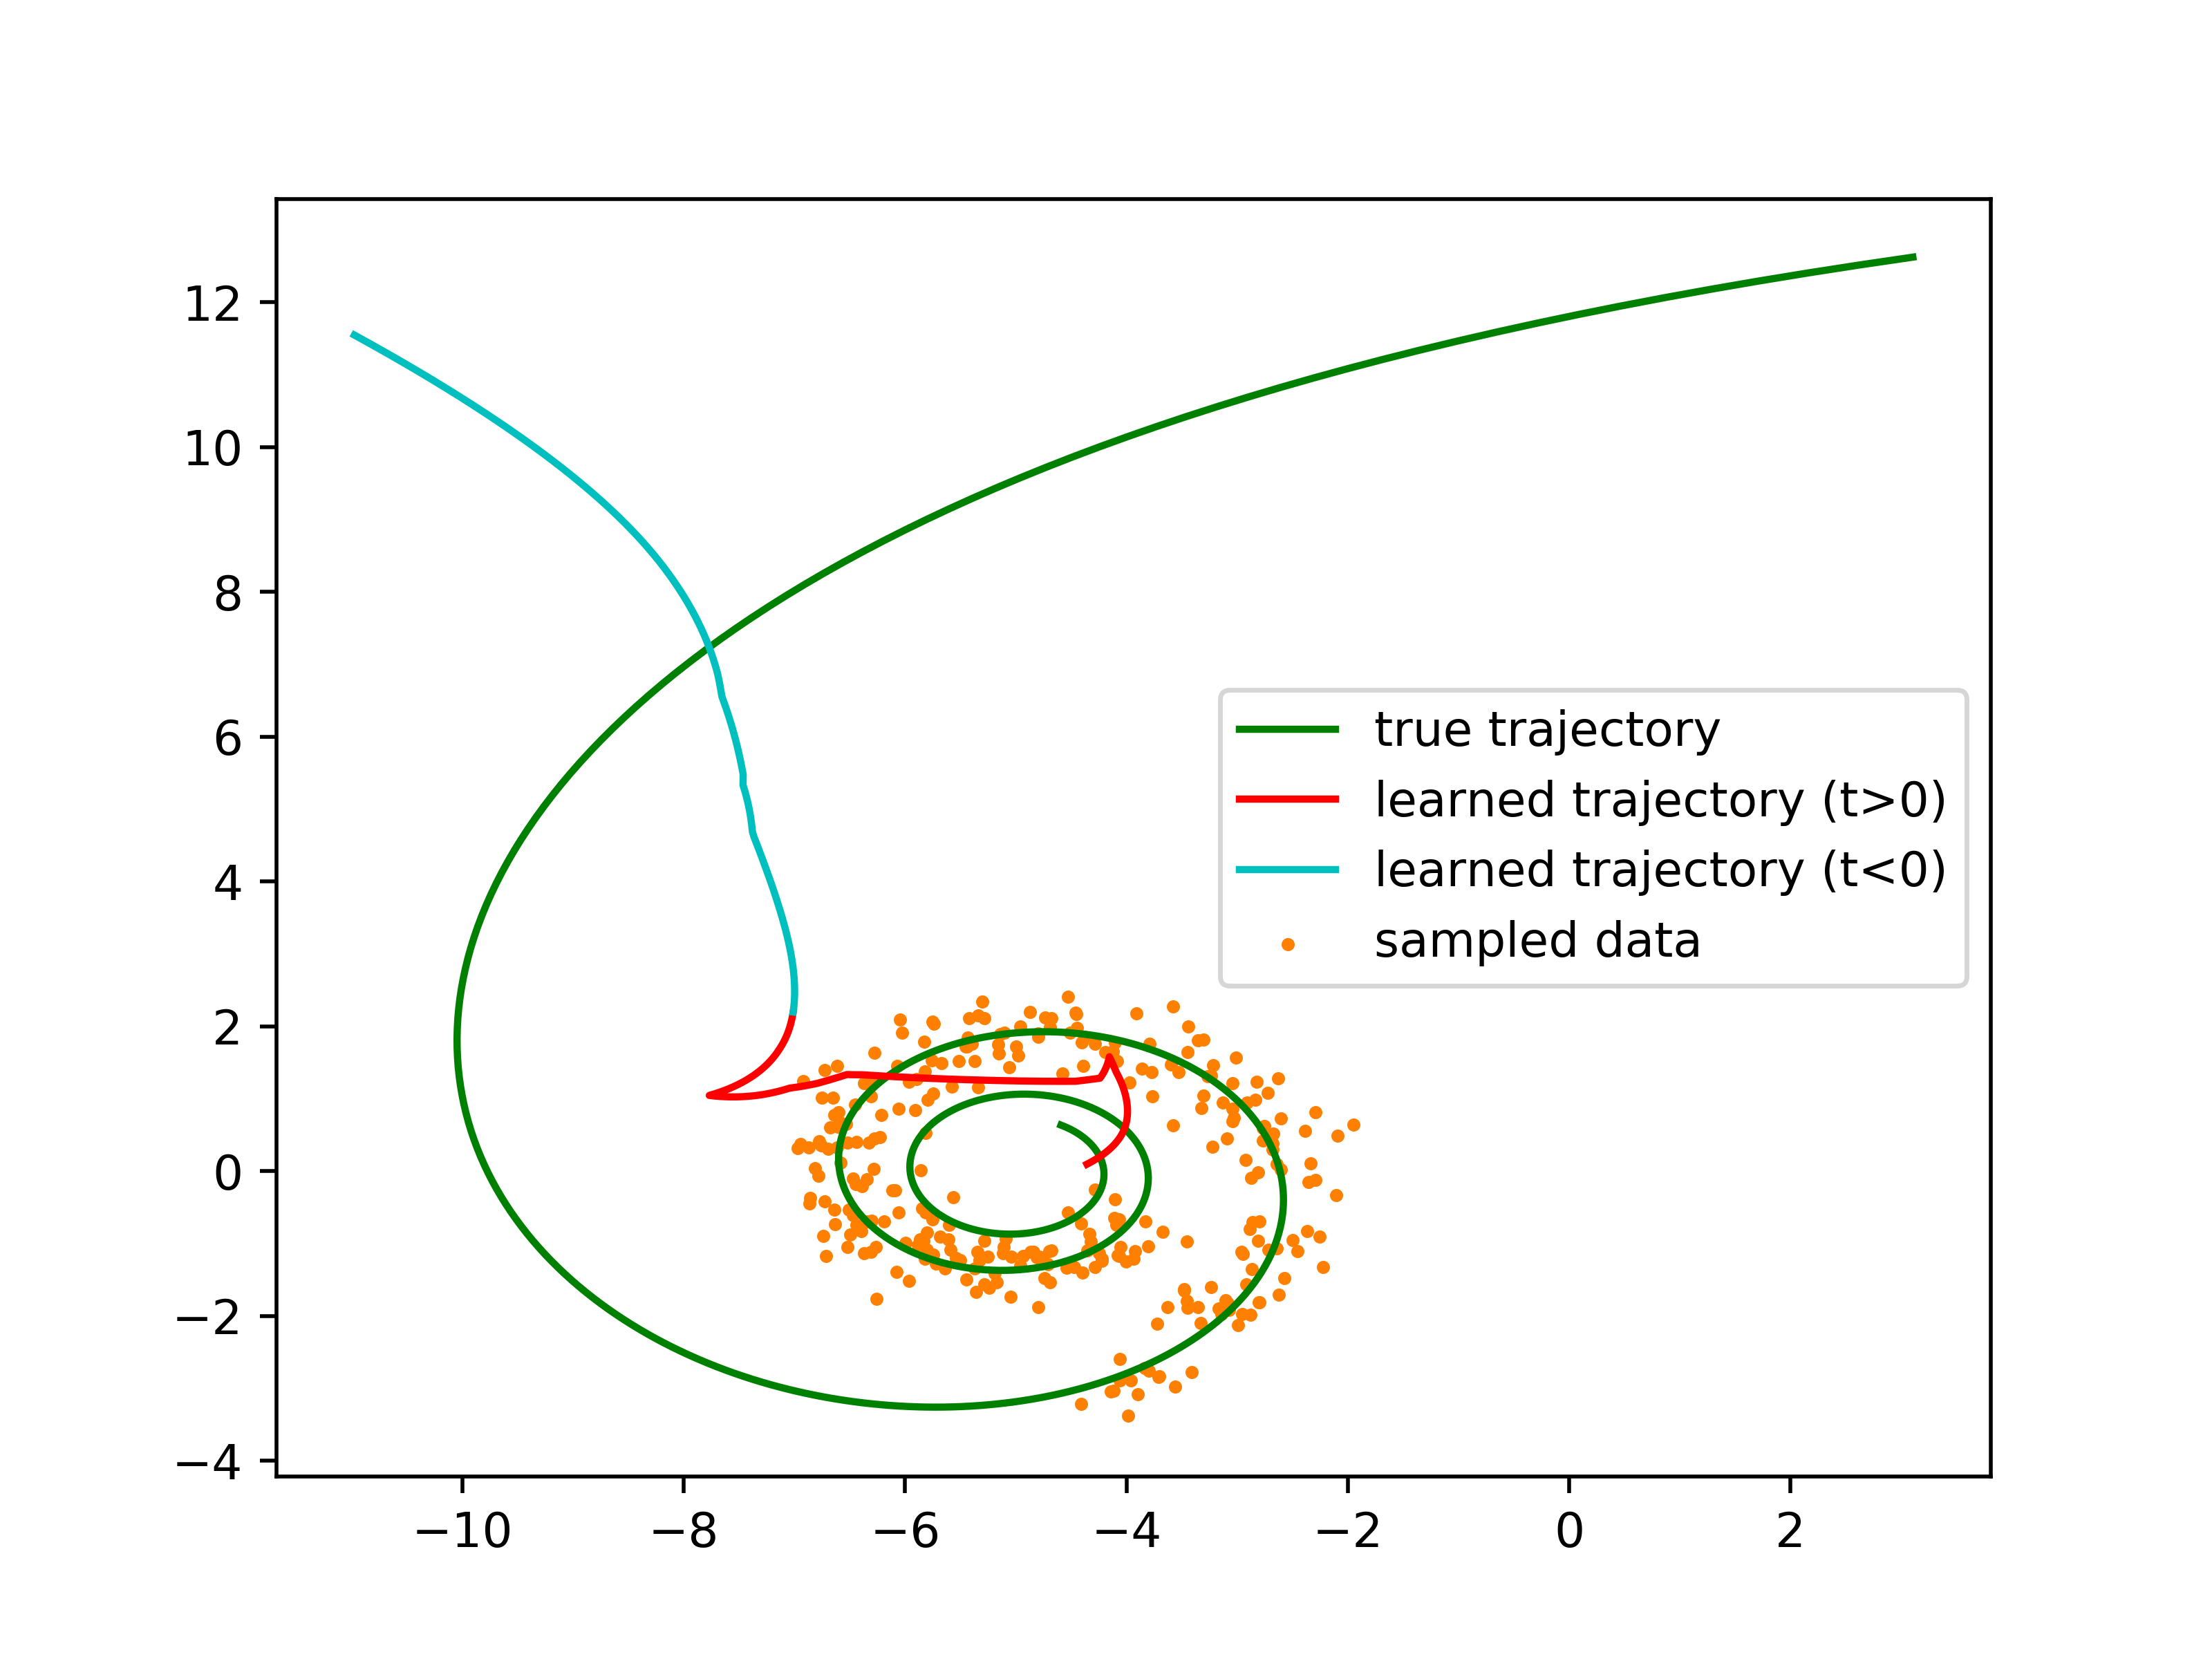 12
10
8
6
4
2
0
−2
−4
true trajectory
learned trajectory (t>0)
learned trajectory (t<0)
sampled data
−10 −8 −6 −4 −2 0 2